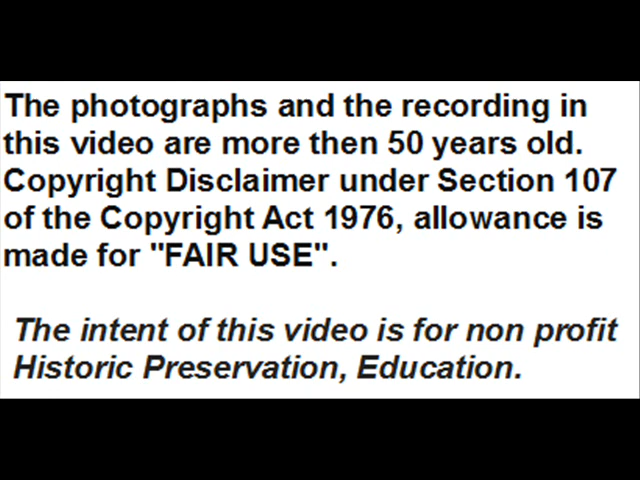 The photographs and the recording in
this video are more then 50 years old.
Copyright Disclaimer under Section 107
of the Copyright Act 1976, allowance is
made for "FAIR USE".
The intent of this video is for non profit
Historic Preservation, Education.